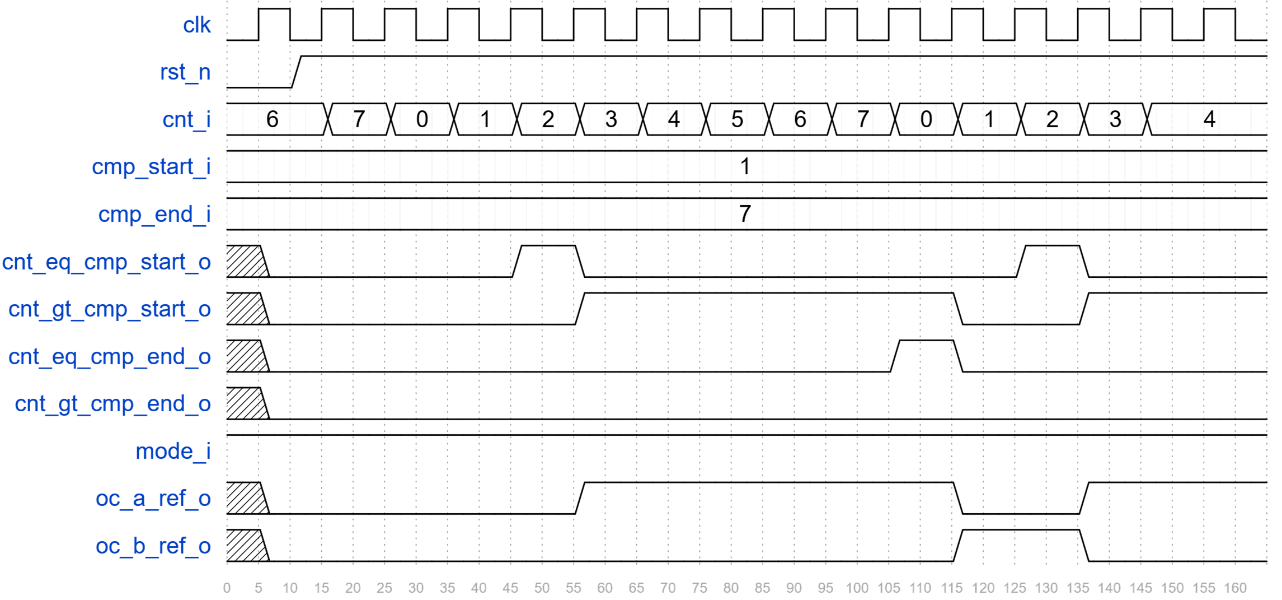 clk
rst_n
cnt_i 6 7 0 1 2 3 4 5 6 7 0 1 2 3 4
cmp_start_i 1
cmp_end_i 7
cnt_eq_cmp_start_o
cnt_gt_cmp_start_o
cnt_eq_cmp_end_o
cnt_gt_cmp_end_o
mode_i
oc_a_ref_o
oc_b_ref_o
0 5 10 15 20 25 30 35 40 45 50 55 60 65 70 75 80 85 90 95 100 105 110 115 120 125 130 135 140 145 150 155 160